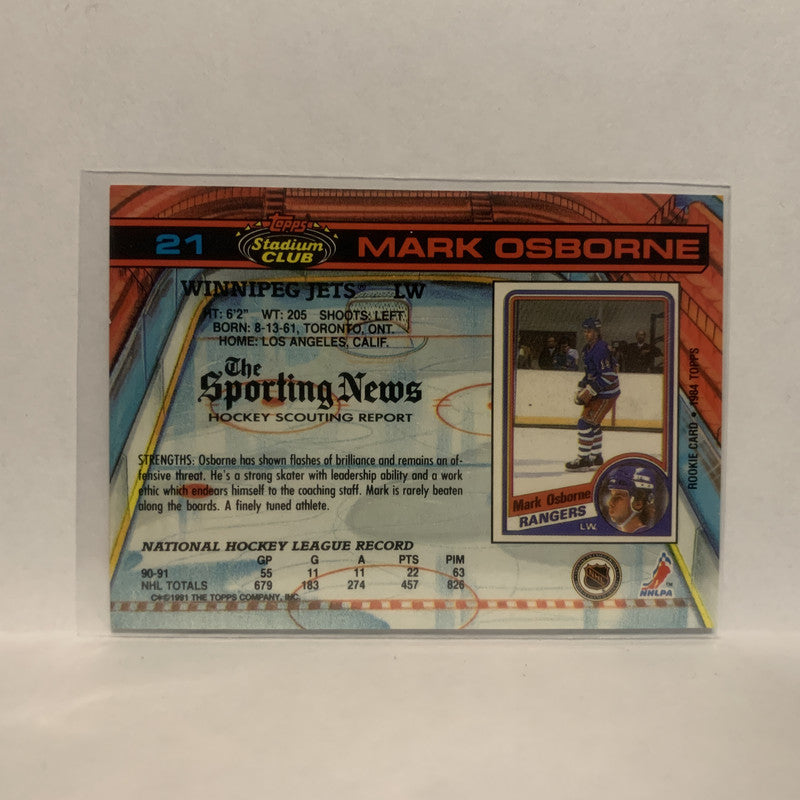 21
Topps
Stadium
CLUB
MARK OSBORNE
WINNIPEG JETS® LW
HT: 6'2" WT: 205 SHOOTS: LEFT
BORN: 8-13-61, TORONTO, ONT.
HOME: LOS ANGELES, CALIF.
The
Sporting News
HOCKEY SCOUTING REPORT
STRENGTHS: Osborne has shown flashes of brilliance and remains an of-
fensive threat. He's a strong skater with leadership ability and a work
ethic which endears himself to the coaching staff. Mark is rarely beaten
along the boards. A finely tuned athlete.
NATIONAL HOCKEY LEAGUE RECORD
GP G A PTS PIM
90-91 55 11 11 22 63
NHL TOTALS 679 183 274 457 826
©®1991 THE TOPPS COMPANY, INC.
Mark Osborne
RANGERS
L.W.
ROOKIE CARD • 1984 TOPPS
NHL
NHLPA
TM